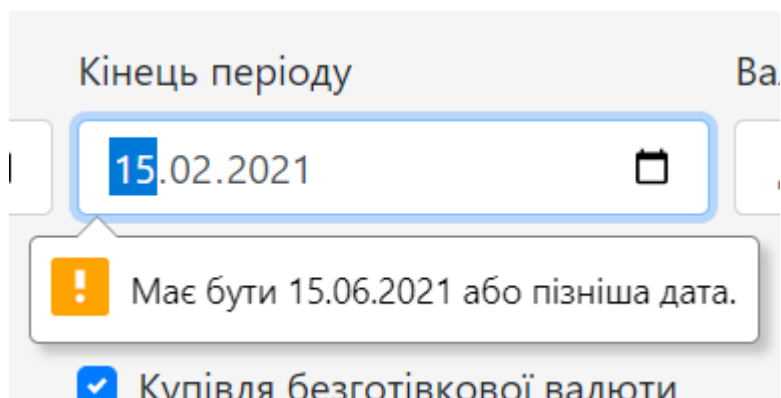 Кінець періоду
15.02.2021
Має бути 15.06.2021 або пізніша дата.
Купівля безготівкової валюти